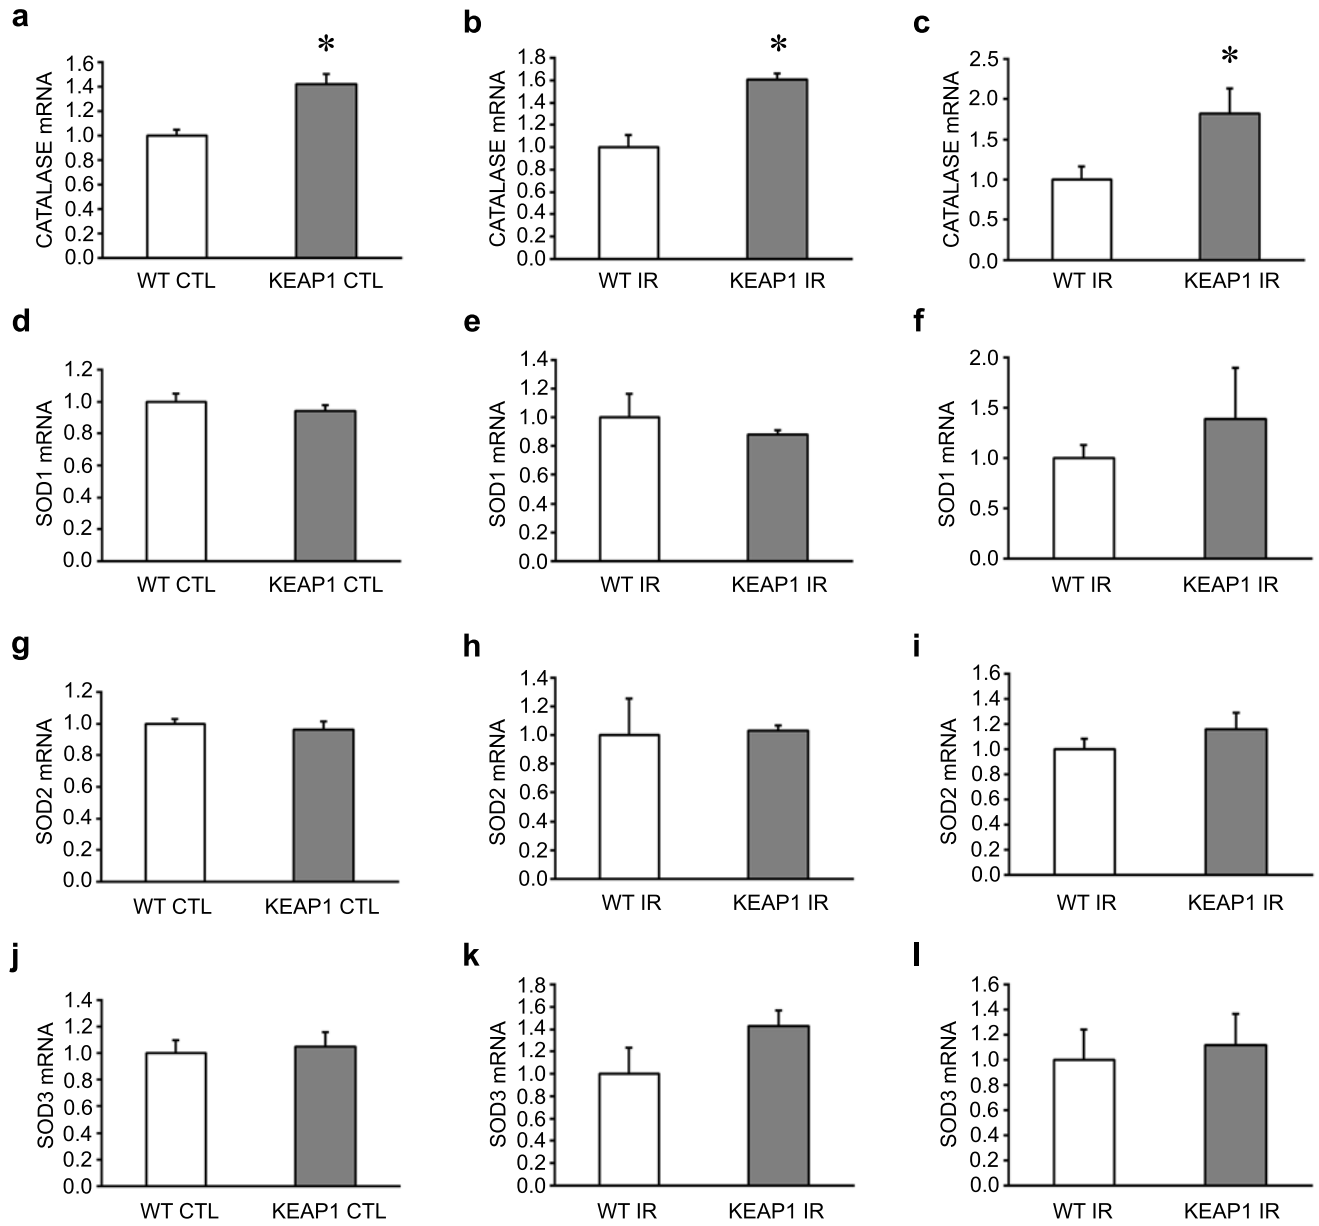 a
CATALASE mRNA
1.6
1.4
1.2
1.0
0.8
0.6
0.4
0.2
0.0
*
WT CTL
KEAP1 CTL
b
CATALASE mRNA
1.8
1.6
1.4
1.2
1.0
0.8
0.6
0.4
0.2
0.0
*
WT IR
KEAP1 IR
c
CATALASE mRNA
2.5
2.0
1.5
1.0
0.5
0.0
*
WT IR
KEAP1 IR
d
SOD1 mRNA
1.2
1.0
0.8
0.6
0.4
0.2
0.0
WT CTL
KEAP1 CTL
e
SOD1 mRNA
1.4
1.2
1.0
0.8
0.6
0.4
0.2
0.0
WT IR
KEAP1 IR
f
SOD1 mRNA
2.0
1.5
1.0
0.5
0.0
WT IR
KEAP1 IR
g
SOD2 mRNA
1.2
1.0
0.8
0.6
0.4
0.2
0.0
WT CTL
KEAP1 CTL
h
SOD2 mRNA
1.4
1.2
1.0
0.8
0.6
0.4
0.2
0.0
WT IR
KEAP1 IR
i
SOD2 mRNA
1.6
1.4
1.2
1.0
0.8
0.6
0.4
0.2
0.0
WT IR
KEAP1 IR
j
SOD3 mRNA
1.4
1.2
1.0
0.8
0.6
0.4
0.2
0.0
WT CTL
KEAP1 CTL
k
SOD3 mRNA
1.8
1.6
1.4
1.2
1.0
0.8
0.6
0.4
0.2
0.0
WT IR
KEAP1 IR
l
SOD3 mRNA
1.6
1.4
1.2
1.0
0.8
0.6
0.4
0.2
0.0
WT IR
KEAP1 IR